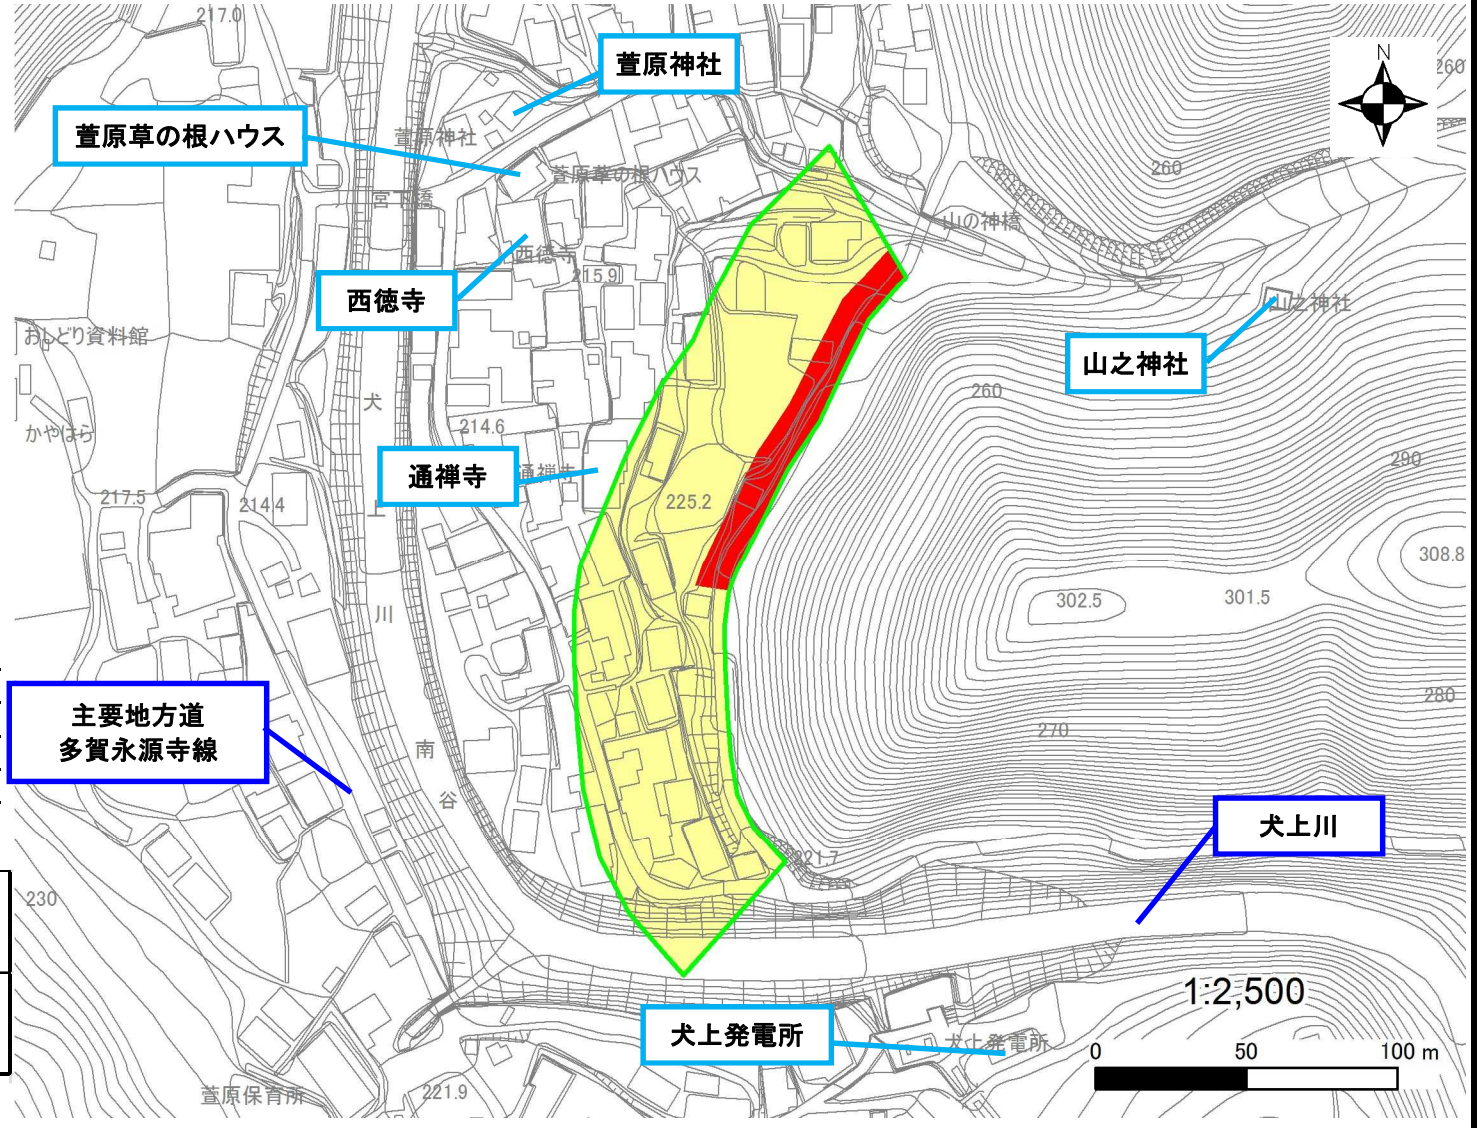 217.0
萱原神社
N
260
萱原草の根ハウス
萱原神社
260
萱原草の根ハウス
宮下橋
山の神橋
西徳寺
215.9
西徳寺
山之神社
おしどり資料館
山之神社
260
犬
214.6
かやはら
290
通禅寺
通禅寺
217.5
214.4
上
225.2
308.8
302.5
301.5
川
280
主要地方道
多賀永源寺線
270
南
谷
犬上川
221.7
230
1:2,500
犬上発電所
犬上発電所
0 50 100 m
萱原保育所
221.9